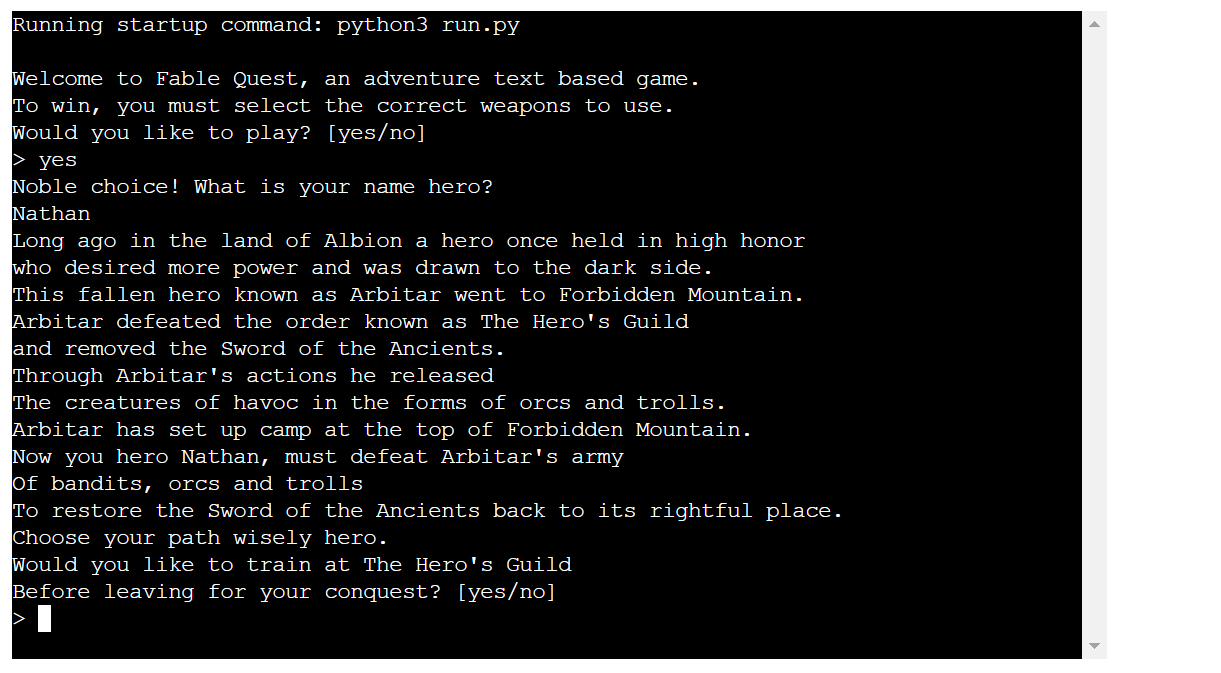 Running startup command: python3 run.py
Welcome to Fable Quest, an adventure text based game.
To win, you must select the correct weapons to use.
Would you like to play? [yes/no]
> yes
Noble choice! What is your name hero?
Nathan
Long ago in the land of Albion a hero once held in high honor
who desired more power and was drawn to the dark side.
This fallen hero known as Arbitar went to Forbidden Mountain.
Arbitar defeated the order known as The Hero's Guild
and removed the Sword of the Ancients.
Through Arbitar's actions he released
The creatures of havoc in the forms of orcs and trolls.
Arbitar has set up camp at the top of Forbidden Mountain.
Now you hero Nathan, must defeat Arbitar's army
Of bandits, orcs and trolls
To restore the Sword of the Ancients back to its rightful place.
Choose your path wisely hero.
Would you like to train at The Hero's Guild
Before leaving for your conquest? [yes/no]
>